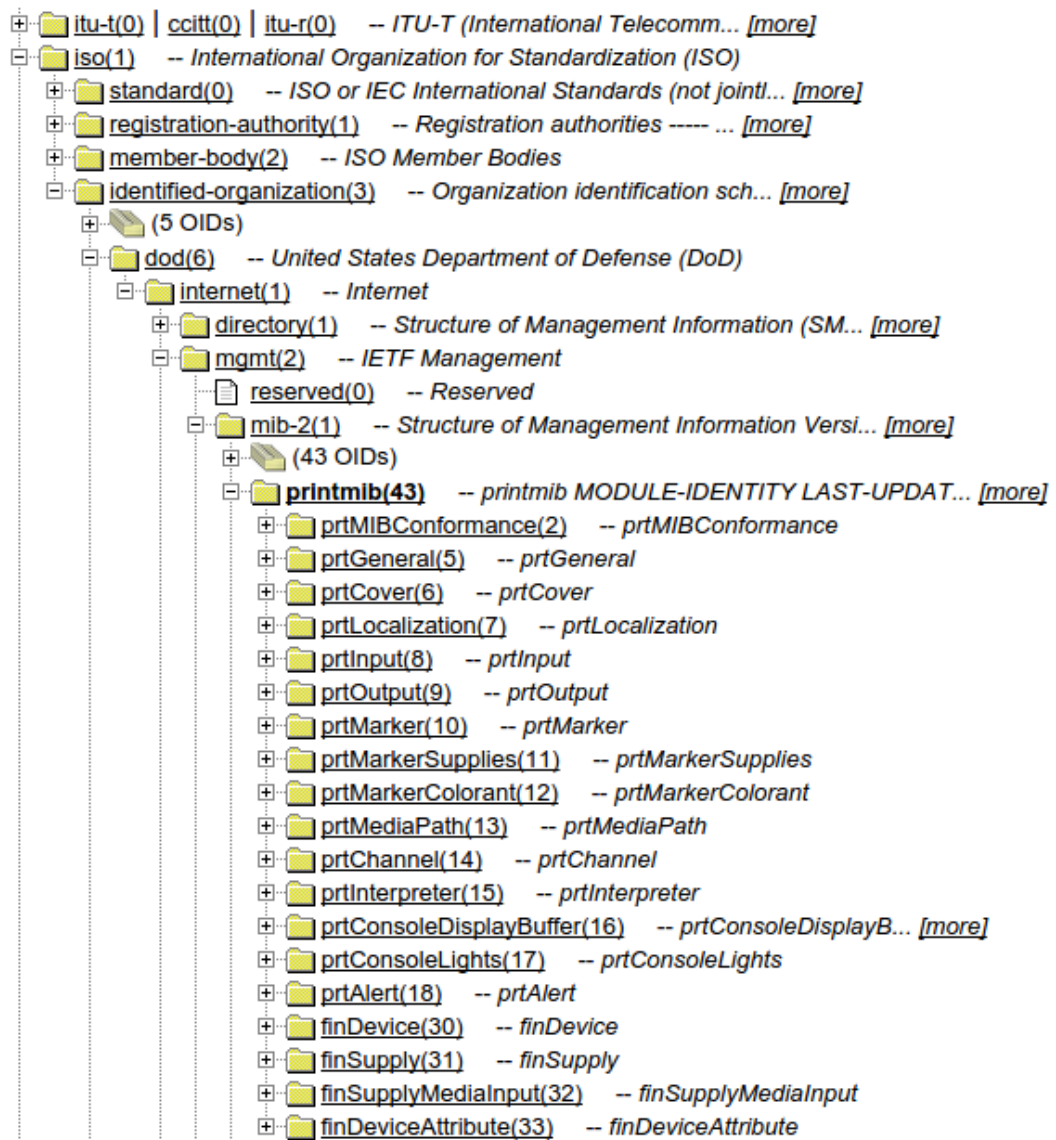 itu-t(0) | ccitt(0) | itu-r(0) -- ITU-T (International Telecomm... [more]
iso(1) -- International Organization for Standardization (ISO)
standard(0) -- ISO or IEC International Standards (not jointl... [more]
registration-authority(1) -- Registration authorities ----- ... [more]
member-body(2) -- ISO Member Bodies
identified-organization(3) -- Organization identification sch... [more]
(5 OIDs)
dod(6) -- United States Department of Defense (DoD)
internet(1) -- Internet
directory(1) -- Structure of Management Information (SM... [more]
mgmt(2) -- IETF Management
reserved(0) -- Reserved
mib-2(1) -- Structure of Management Information Versi... [more]
(43 OIDs)
printmib(43) -- printmib MODULE-IDENTITY LAST-UPDAT... [more]
prtMIBConformance(2) -- prtMIBConformance
prtGeneral(5) -- prtGeneral
prtCover(6) -- prtCover
prtLocalization(7) -- prtLocalization
prtInput(8) -- prtInput
prtOutput(9) -- prtOutput
prtMarker(10) -- prtMarker
prtMarkerSupplies(11) -- prtMarkerSupplies
prtMarkerColorant(12) -- prtMarkerColorant
prtMediaPath(13) -- prtMediaPath
prtChannel(14) -- prtChannel
prtInterpreter(15) -- prtInterpreter
prtConsoleDisplayBuffer(16) -- prtConsoleDisplayB... [more]
prtConsoleLights(17) -- prtConsoleLights
prtAlert(18) -- prtAlert
finDevice(30) -- finDevice
finSupply(31) -- finSupply
finSupplyMediaInput(32) -- finSupplyMediaInput
finDeviceAttribute(33) -- finDeviceAttribute